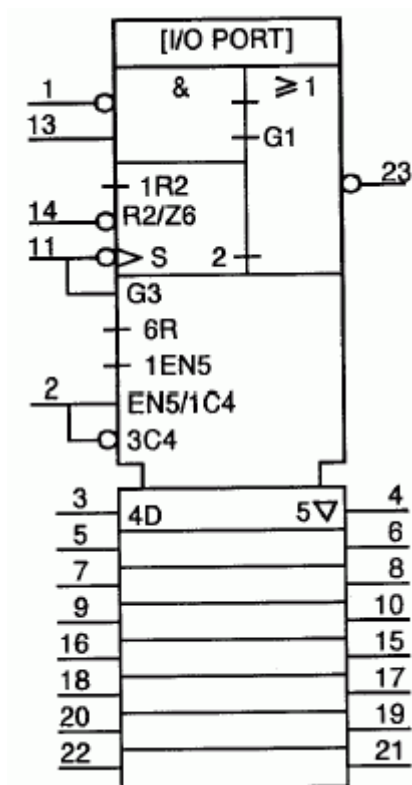 [I/O PORT]
1 & ≥1
13 G1
23
1R2
14 R2/Z6
11 S 2
G3
6R
1EN5
2 EN5/1C4
3C4
3 4D 5▽ 4
5 6
7 8
9 10
16 15
18 17
20 19
22 21